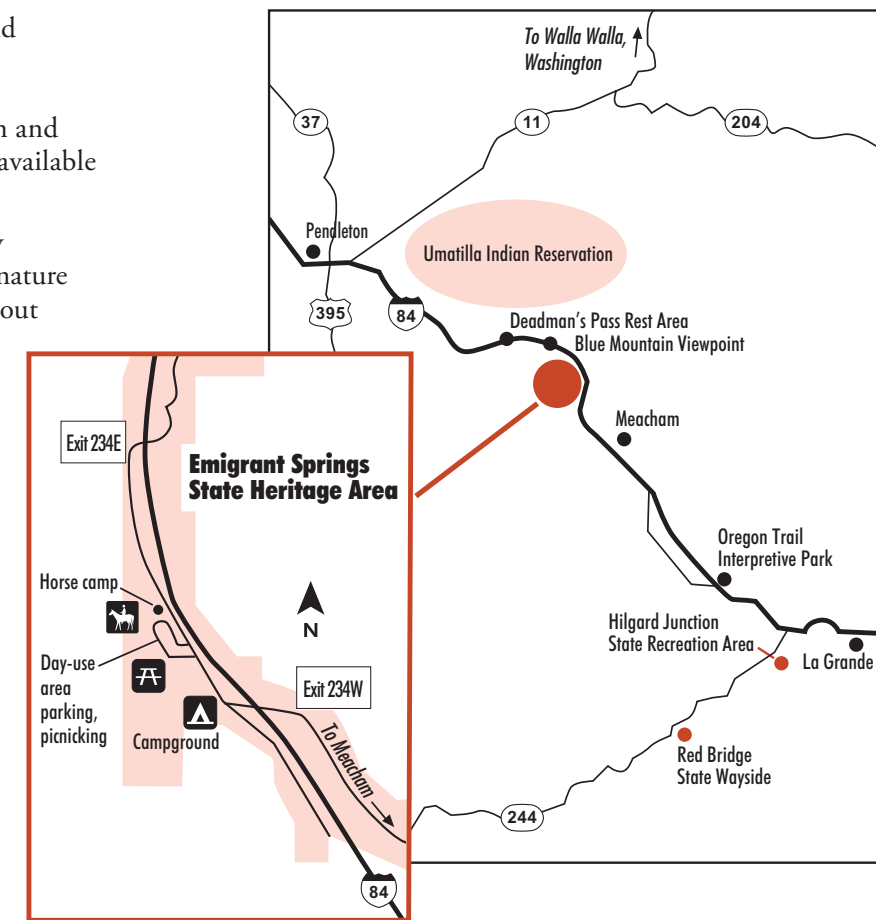 d
n and
available
y
nature
out
To Walla Walla,
Washington
37
11
204
Pendleton
Umatilla Indian Reservation
395
84
Deadman's Pass Rest Area
Blue Mountain Viewpoint
Meacham
Oregon Trail
Interpretive Park
Hilgard Junction
State Recreation Area
La Grande
Red Bridge
State Wayside
244
Exit 234E
Emigrant Springs
State Heritage Area
Horse camp
N
Day-use
area
parking,
picnicking
Exit 234W
Campground
To Meacham
84